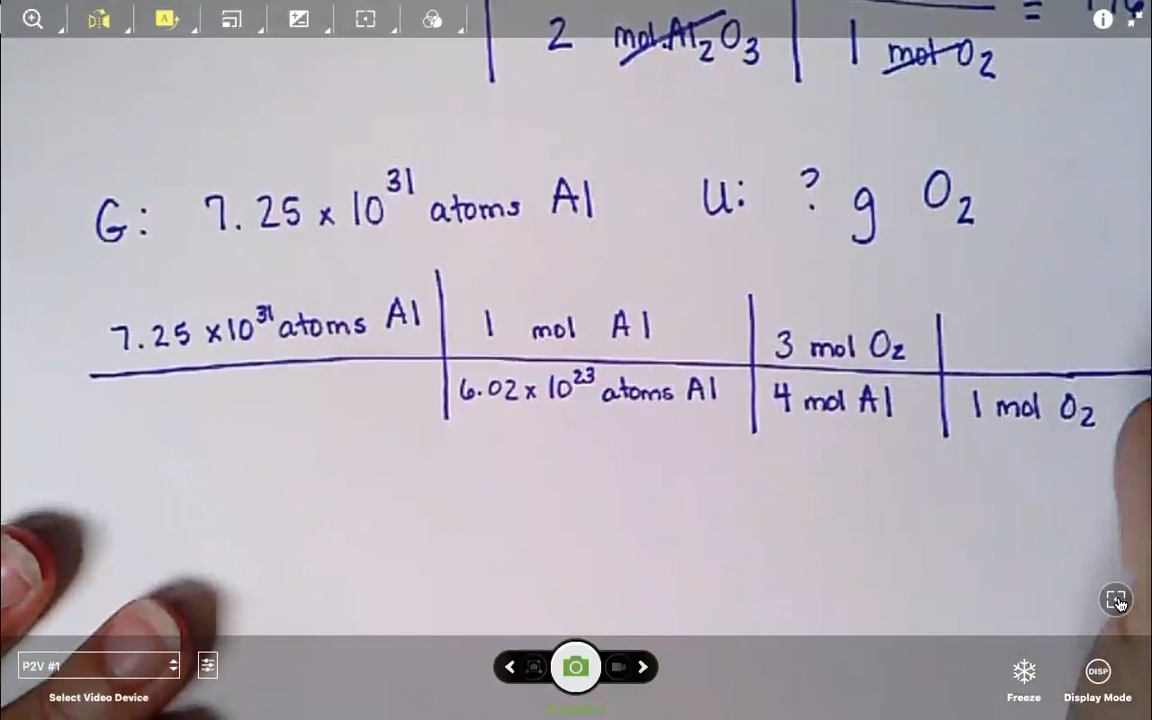 2 mol Al2O3 1 mol O2 =
G: 7.25 x 10^31 atoms Al U: ? g O2
7.25 x 10^31 atoms Al 1 mol Al 3 mol O2
6.02 x 10^23 atoms Al 4 mol Al 1 mol O2
P2V #1
Select Video Device
Freeze
DISP
Display Mode